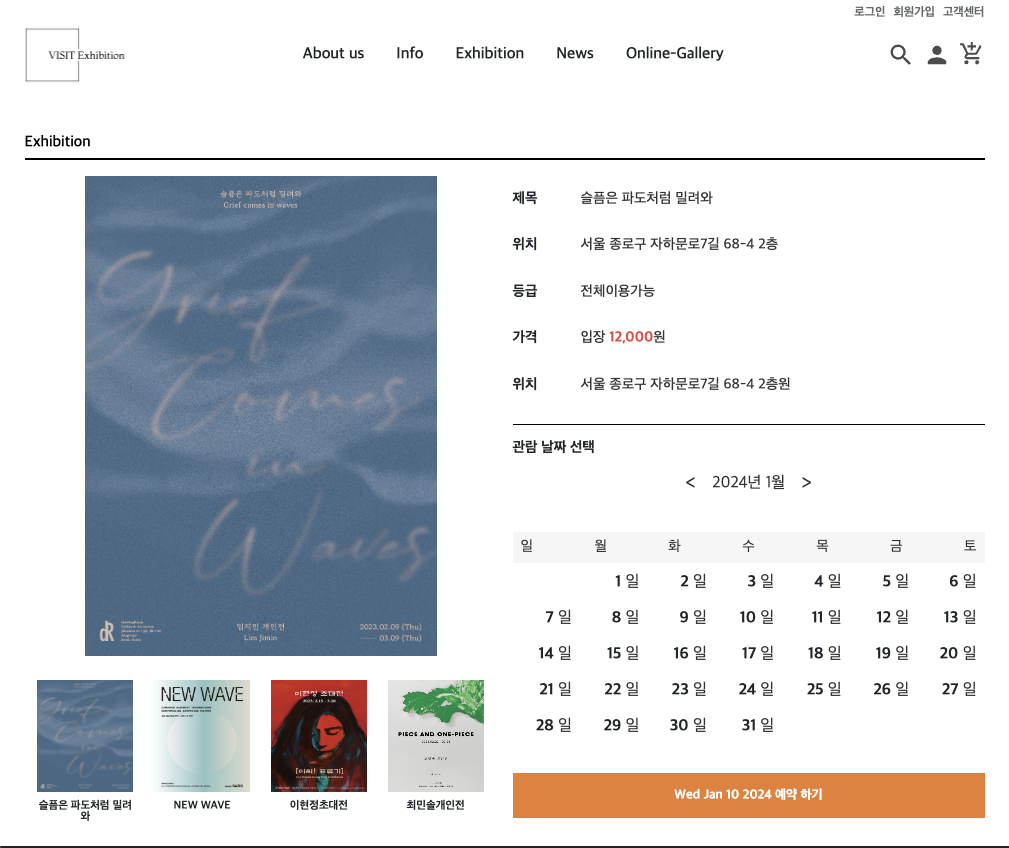 로그인 회원가입 고객센터
VISIT Exhibition
About us Info Exhibition News Online-Gallery
Exhibition
슬픔은 파도처럼 밀려와
Grief comes in waves
Grief
Comes
in
Waves
임지민 개인전
Lim Jimin
2023.02.09 (Thu)
03.09 (Thu)
dR
제목 슬픔은 파도처럼 밀려와
위치 서울 종로구 자하문로7길 68-4 2층
등급 전체이용가능
가격 입장 12,000원
위치 서울 종로구 자하문로7길 68-4 2층원
관람 날짜 선택
< 2024년 1월 >
일 월 화 수 목 금 토
1 일 2 일 3 일 4 일 5 일 6 일
7 일 8 일 9 일 10 일 11 일 12 일 13 일
14 일 15 일 16 일 17 일 18 일 19 일 20 일
21 일 22 일 23 일 24 일 25 일 26 일 27 일
28 일 29 일 30 일 31 일
Wed Jan 10 2024 예약 하기
Grief
Comes
in
Waves
슬픔은 파도처럼 밀려
와
NEW WAVE
NEW WAVE
이현정 초대전
[이씨! 표류기]
이현정초대전
PIECE AND ONE-PIECE
최민솔개인전